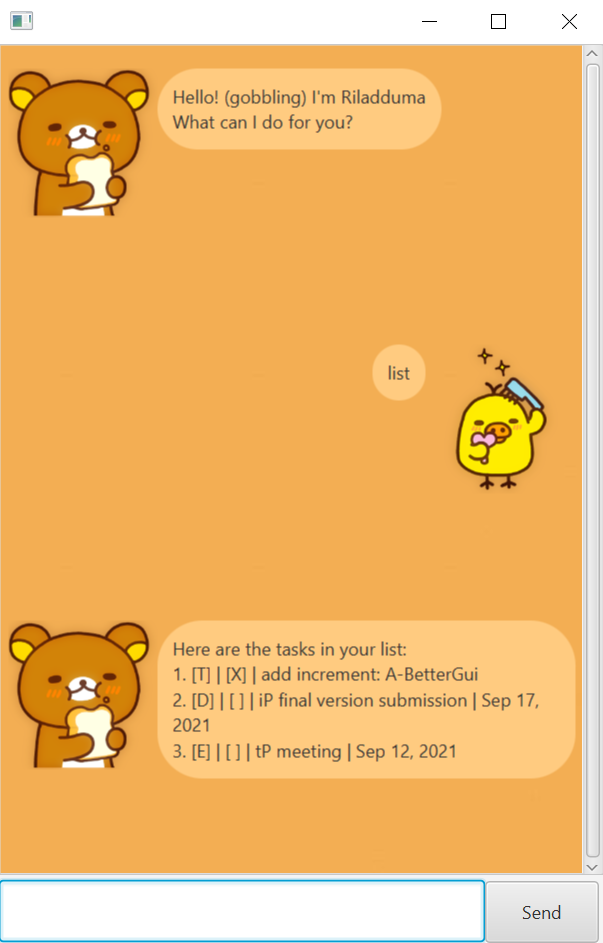 Hello! (gobbling) I'm Riladduma
What can I do for you?
list
Here are the tasks in your list:
1. [T] | [X] | add increment: A-BetterGui
2. [D] | [ ] | iP final version submission | Sep 17,
2021
3. [E] | [ ] | tP meeting | Sep 12, 2021
Send